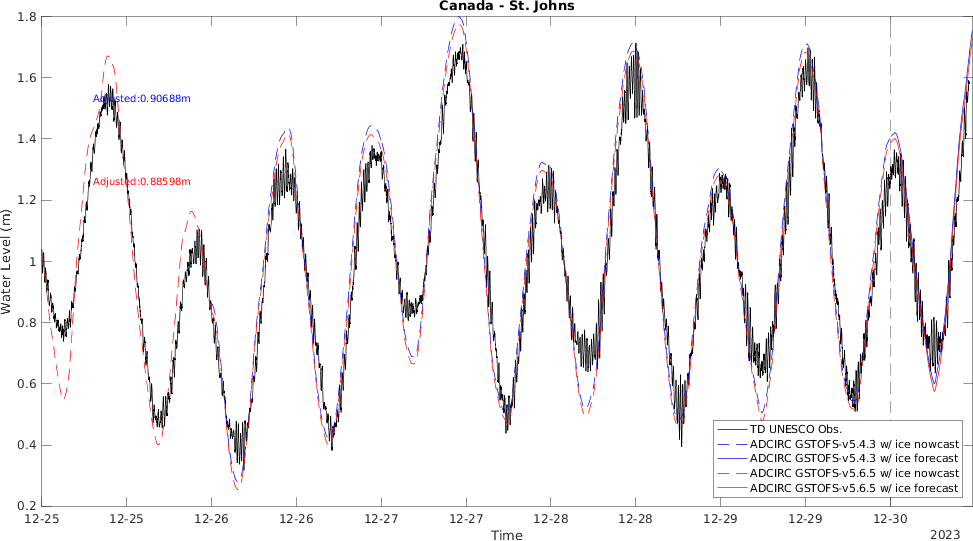 Canada - St. Johns
1.8
1.6
1.4
1.2
1
0.8
0.6
0.4
0.2
Water Level (m)
Adjusted:0.90688m
Adjusted:0.88598m
TD UNESCO Obs.
ADCIRC GSTOFS-v5.4.3 w/ ice nowcast
ADCIRC GSTOFS-v5.4.3 w/ ice forecast
ADCIRC GSTOFS-v5.6.5 w/ ice nowcast
ADCIRC GSTOFS-v5.6.5 w/ ice forecast
12-25 12-25 12-26 12-26 12-27 12-27 12-28 12-28 12-29 12-29 12-30
Time
2023